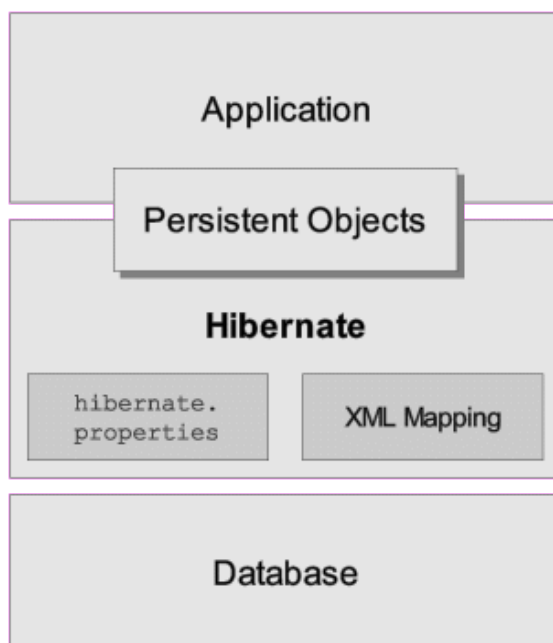 Application
Persistent Objects
Hibernate
hibernate.
properties
XML Mapping
Database